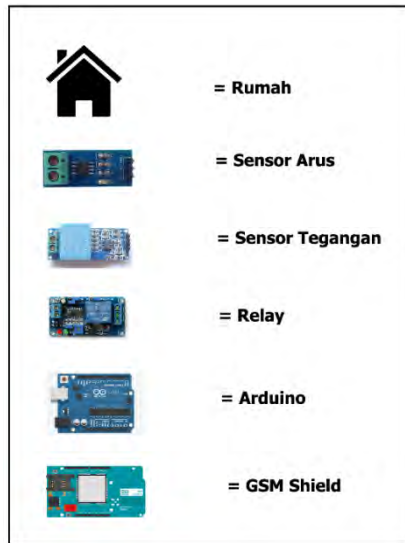 = Rumah
= Sensor Arus
= Sensor Tegangan
= Relay
= Arduino
= GSM Shield